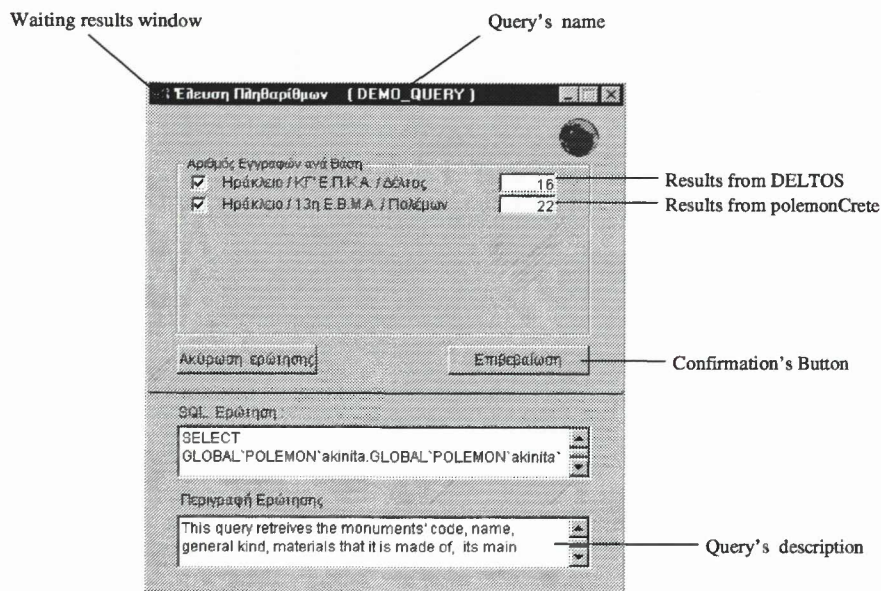 Waiting results window
Query's name
Έλευση Πληθαρίθμων ( DEMO_QUERY )
Αριθμός Εγγραφών ανά Βάση
Ηράκλειο / ΚΓ' Ε.Π.Κ.Α. / Δέλτος 16
Results from DELTOS
Ηράκλειο / 13η Ε.Β.Μ.Α. / Πολέμων 22
Results from polemonCrete
Ακύρωση ερώτησης
Επιβεβαίωση
Confirmation's Button
SQL Ερώτηση :
SELECT
GLOBAL`POLEMON`akinita.GLOBAL`POLEMON`akinita`
Περιγραφή Ερώτησης
This query retreives the monuments' code, name,
general kind, materials that it is made of, its main
Query's description